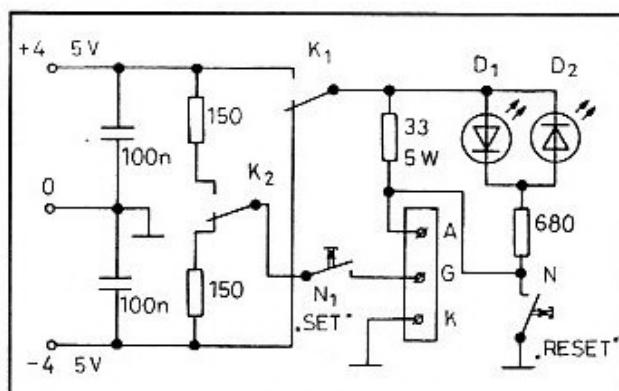 +4 5V
K1
D1
D2
150
100n
33
5W
0
K2
A
680
G
N
100n
150
N1
„SET"
K
„RESET"
-4 5V